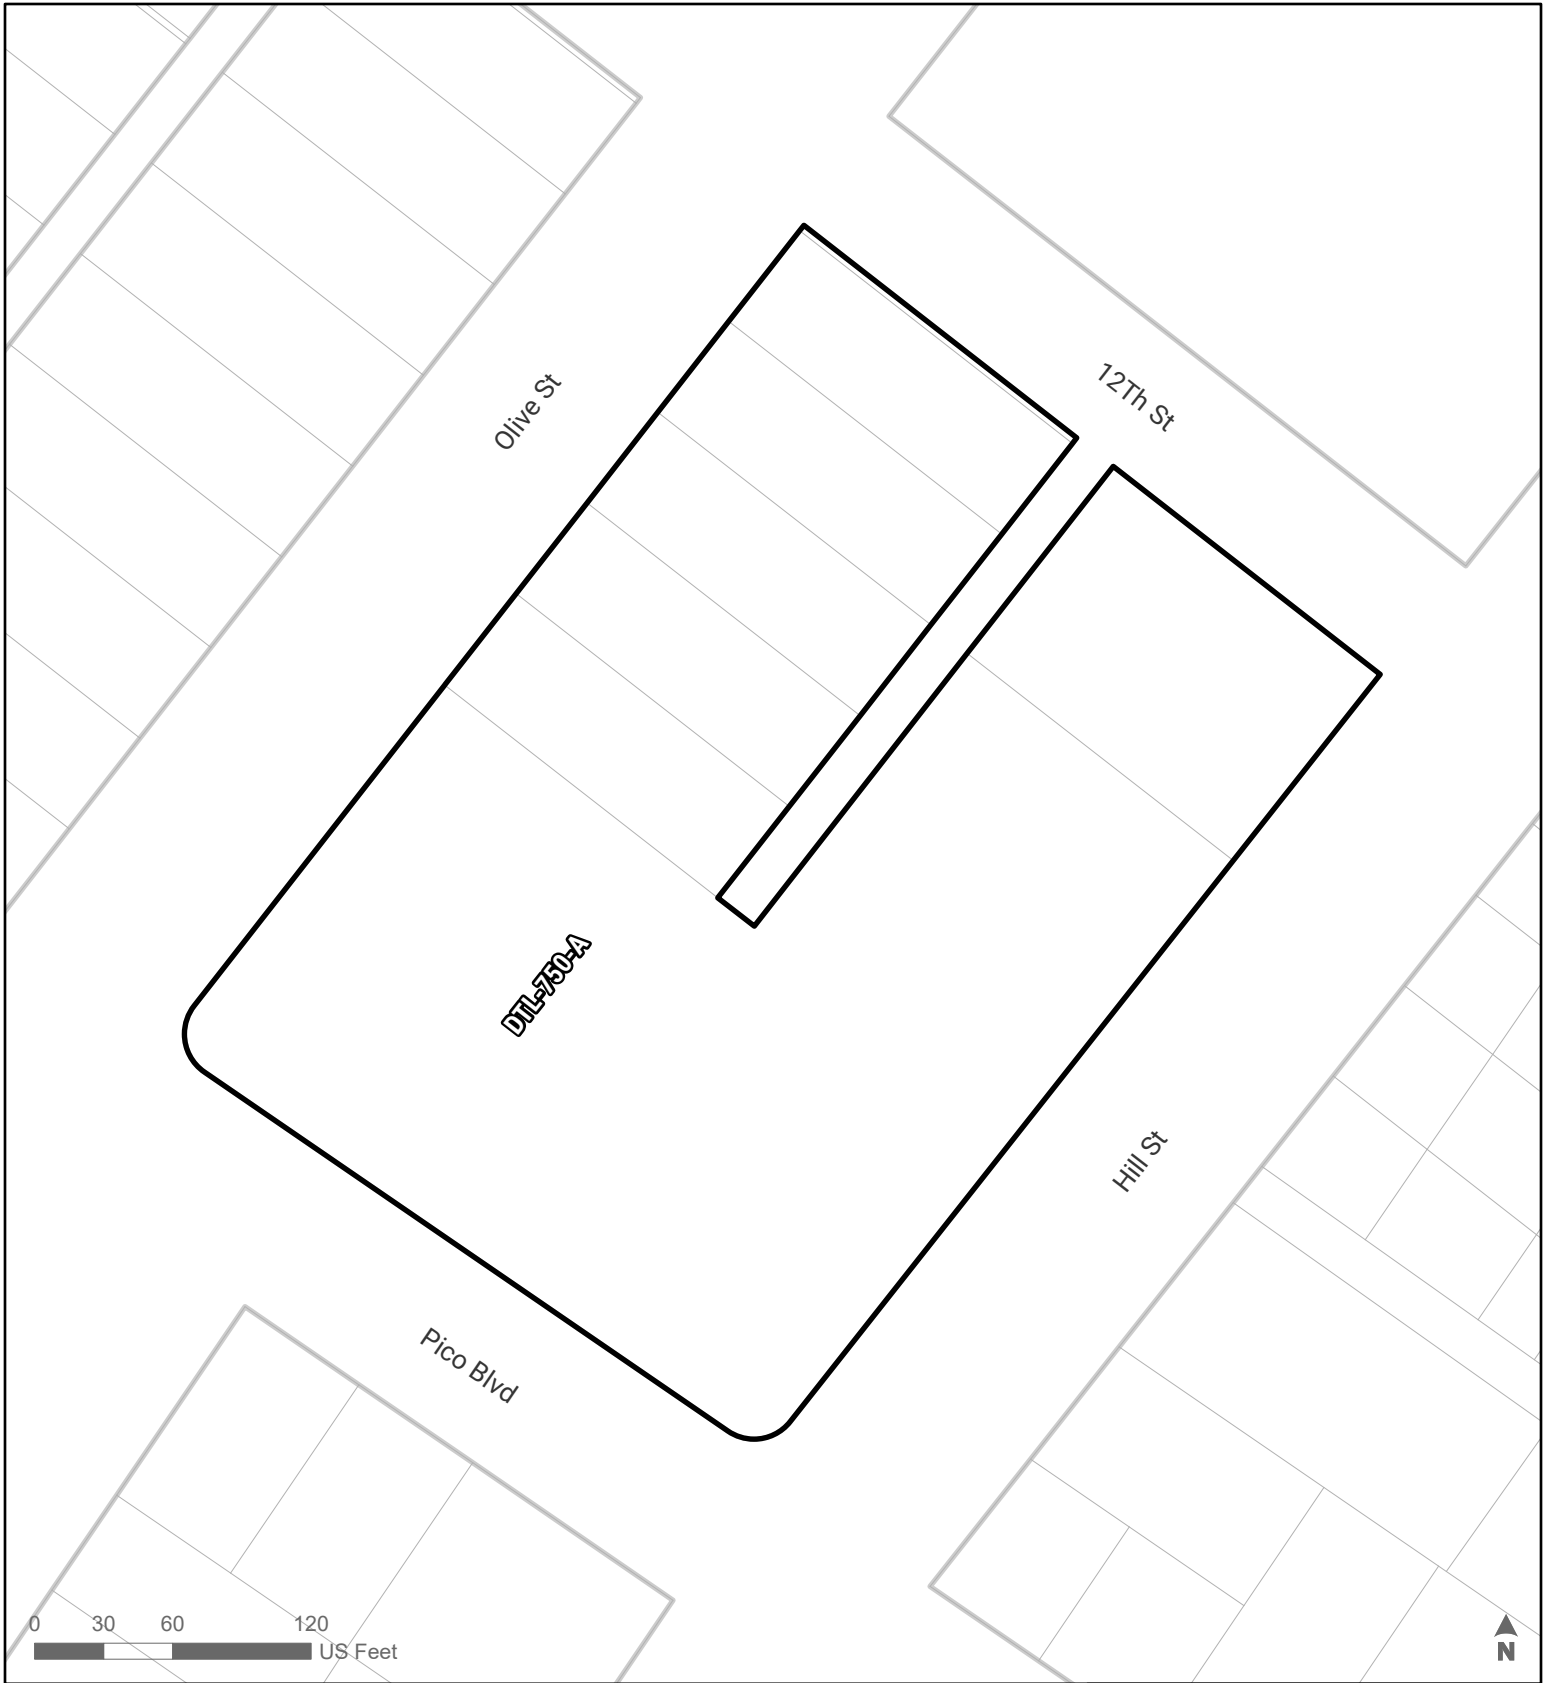 12Th St
Olive St
DTL-750-A
Hill St
Pico Blvd
0 30 60 120
US Feet
N